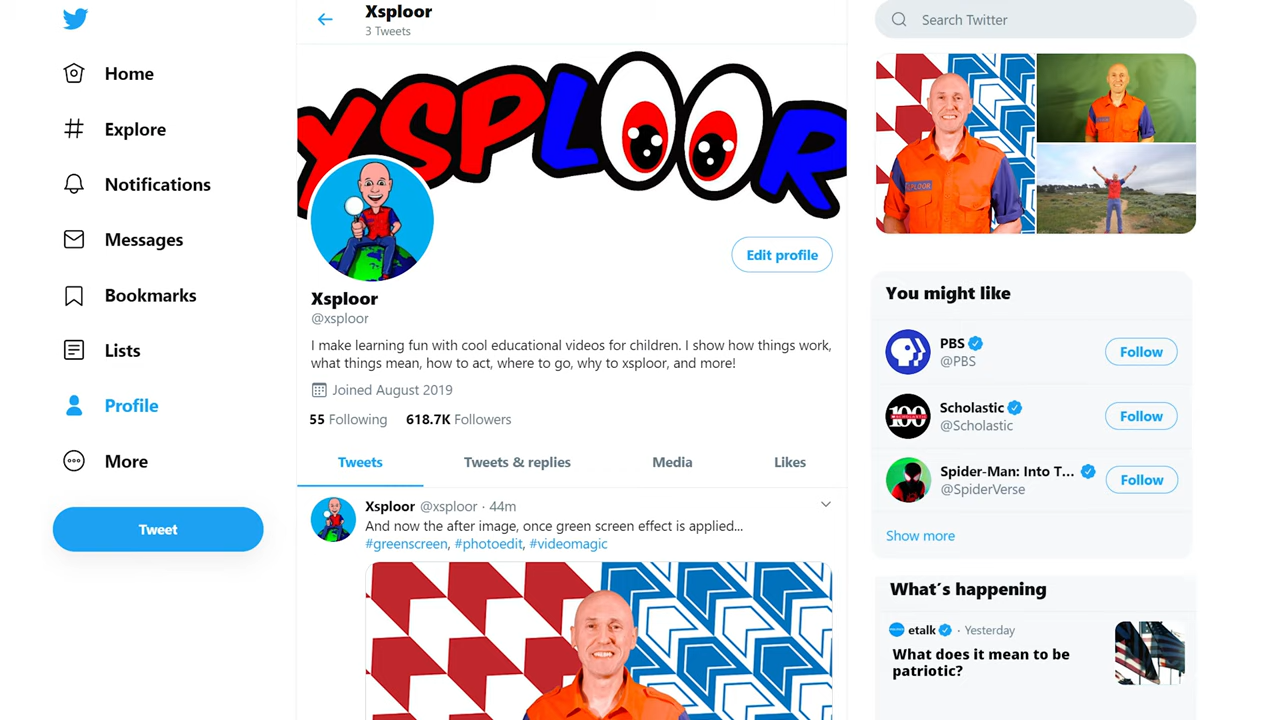 Home
Explore
Notifications
Messages
Bookmarks
Lists
Profile
More
Tweet
Xsploor
3 Tweets
XSPLOOR
Edit profile
Xsploor
@xsploor
I make learning fun with cool educational videos for children. I show how things work,
what things mean, how to act, where to go, why to xsploor, and more!
Joined August 2019
55 Following 618.7K Followers
Tweets Tweets & replies Media Likes
Xsploor @xsploor · 44m
And now the after image, once green screen effect is applied...
#greenscreen, #photoedit, #videomagic
Search Twitter
You might like
PBS
@PBS
Follow
100
Scholastic
@Scholastic
Follow
Spider-Man: Into T...
@SpiderVerse
Follow
Show more
What´s happening
etalk · Yesterday
What does it mean to be
patriotic?